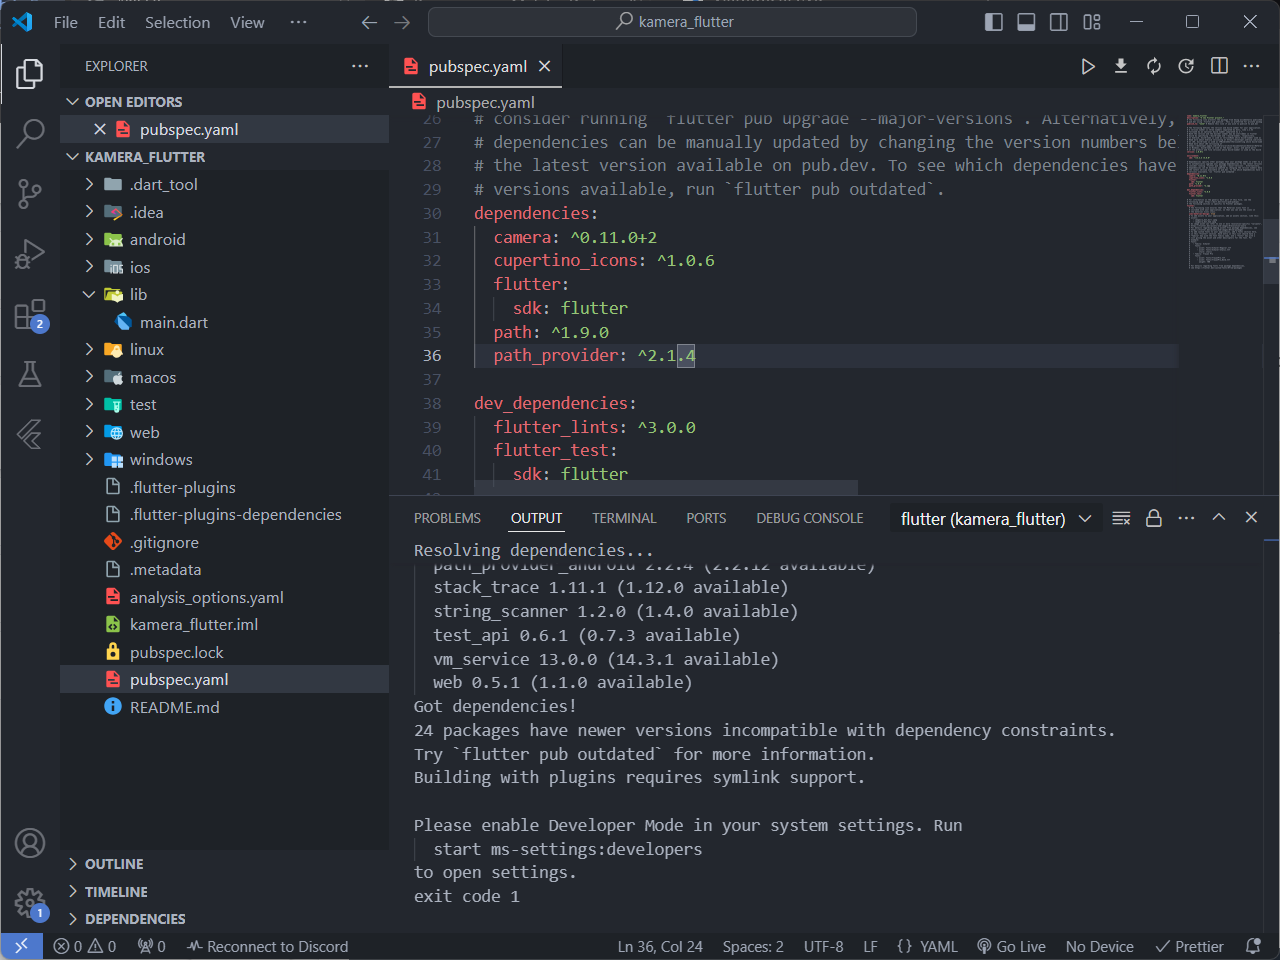 File Edit Selection View ··· kamera_flutter
EXPLORER ···
OPEN EDITORS
pubspec.yaml
KAMERA_FLUTTER
.dart_tool
.idea
android
ios
lib
main.dart
linux
macos
test
web
windows
.flutter-plugins
.flutter-plugins-dependencies
.gitignore
.metadata
analysis_options.yaml
kamera_flutter.iml
pubspec.lock
pubspec.yaml
README.md
OUTLINE
TIMELINE
DEPENDENCIES
2
1
pubspec.yaml
pubspec.yaml
26 # consider running `flutter pub upgrade --major-versions`. Alternatively,
27 # dependencies can be manually updated by changing the version numbers be
28 # the latest version available on pub.dev. To see which dependencies have
29 # versions available, run `flutter pub outdated`.
30 dependencies:
31 camera: ^0.11.0+2
32 cupertino_icons: ^1.0.6
33 flutter:
34 sdk: flutter
35 path: ^1.9.0
36 path_provider: ^2.1.4
37
38 dev_dependencies:
39 flutter_lints: ^3.0.0
40 flutter_test:
41 sdk: flutter
PROBLEMS OUTPUT TERMINAL PORTS DEBUG CONSOLE flutter (kamera_flutter) ···
Resolving dependencies...
path_provider_android 2.2.4 (2.2.12 available)
stack_trace 1.11.1 (1.12.0 available)
string_scanner 1.2.0 (1.4.0 available)
test_api 0.6.1 (0.7.3 available)
vm_service 13.0.0 (14.3.1 available)
web 0.5.1 (1.1.0 available)
Got dependencies!
24 packages have newer versions incompatible with dependency constraints.
Try `flutter pub outdated` for more information.
Building with plugins requires symlink support.
Please enable Developer Mode in your system settings. Run
start ms-settings:developers
to open settings.
exit code 1
0 0 0 Reconnect to Discord Ln 36, Col 24 Spaces: 2 UTF-8 LF {} YAML Go Live No Device Prettier